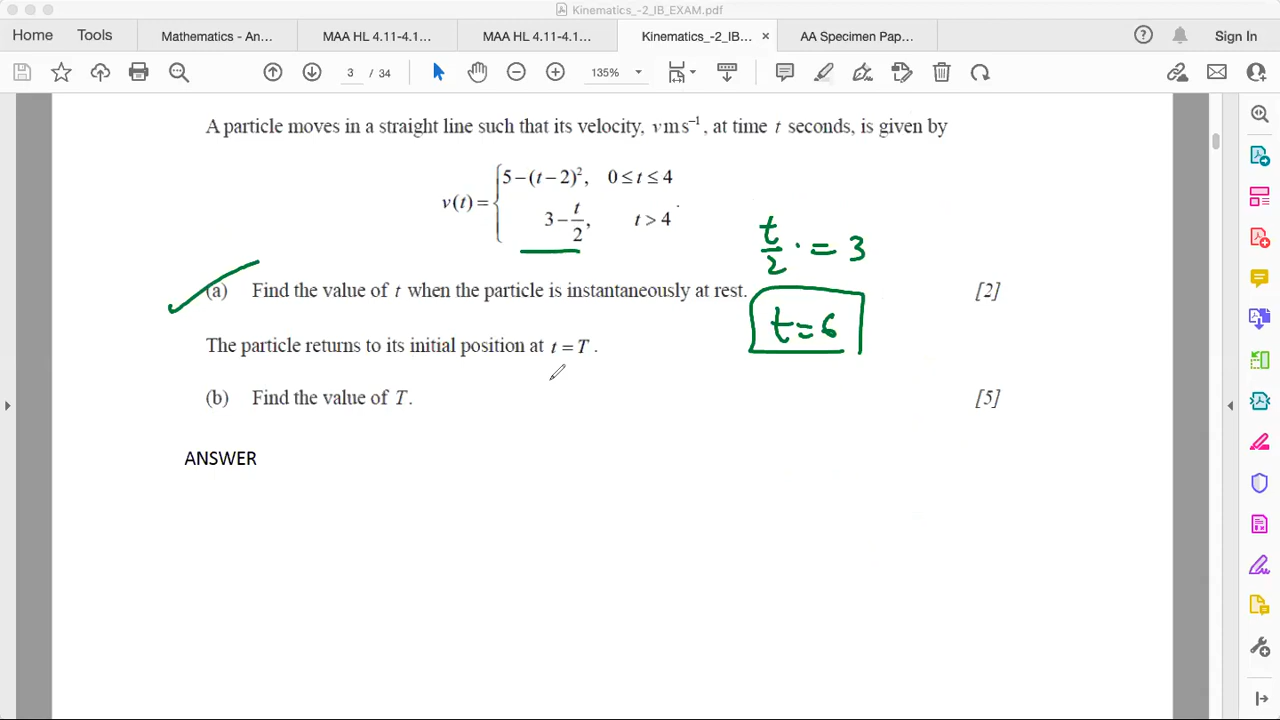 Kinematics_-2_IB_EXAM.pdf
Home Tools Mathematics - An... MAA HL 4.11-4.1... MAA HL 4.11-4.1... Kinematics_-2_IB... × AA Specimen Pap... Sign In
3 / 34 135%
A particle moves in a straight line such that its velocity, v m s⁻¹, at time t seconds, is given by
v(t) = { 5 − (t − 2)², 0 ≤ t ≤ 4
3 − t/2, t > 4 .
t/2 · = 3
(a) Find the value of t when the particle is instantaneously at rest. [2]
t = 6
The particle returns to its initial position at t = T .
(b) Find the value of T . [5]
ANSWER